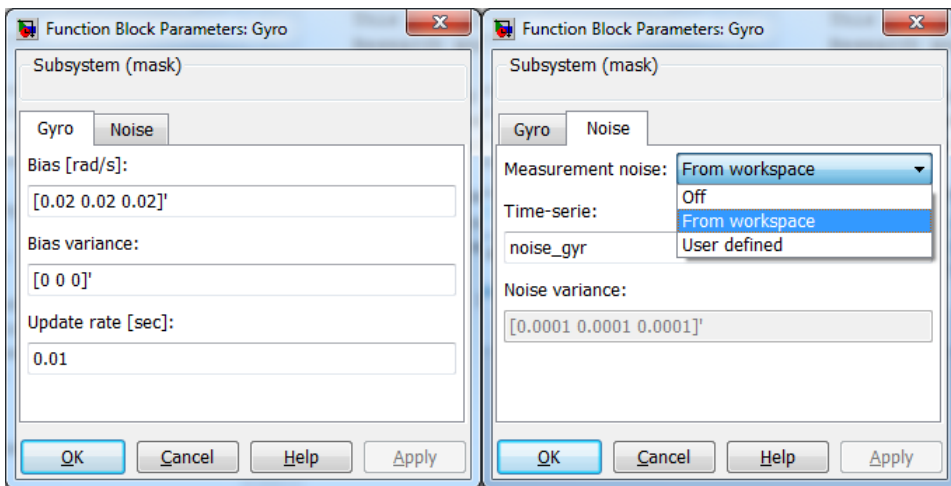 Function Block Parameters: Gyro
Subsystem (mask)
Gyro Noise
Bias [rad/s]:
[0.02 0.02 0.02]'
Bias variance:
[0 0 0]'
Update rate [sec]:
0.01
OK Cancel Help Apply
Function Block Parameters: Gyro
Subsystem (mask)
Gyro Noise
Measurement noise: From workspace
Off
From workspace
User defined
Time-serie:
noise_gyr
Noise variance:
[0.0001 0.0001 0.0001]'
OK Cancel Help Apply